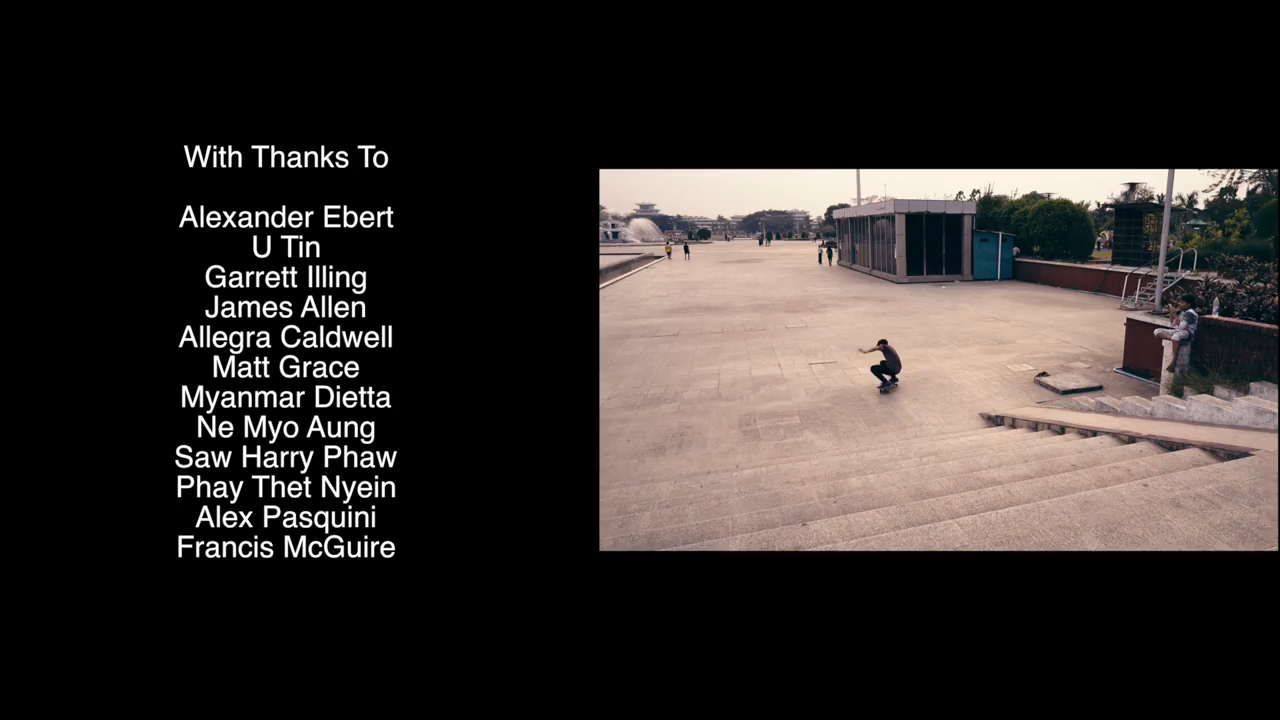 With Thanks To
Alexander Ebert
U Tin
Garrett Illing
James Allen
Allegra Caldwell
Matt Grace
Myanmar Dietta
Ne Myo Aung
Saw Harry Phaw
Phay Thet Nyein
Alex Pasquini
Francis McGuire